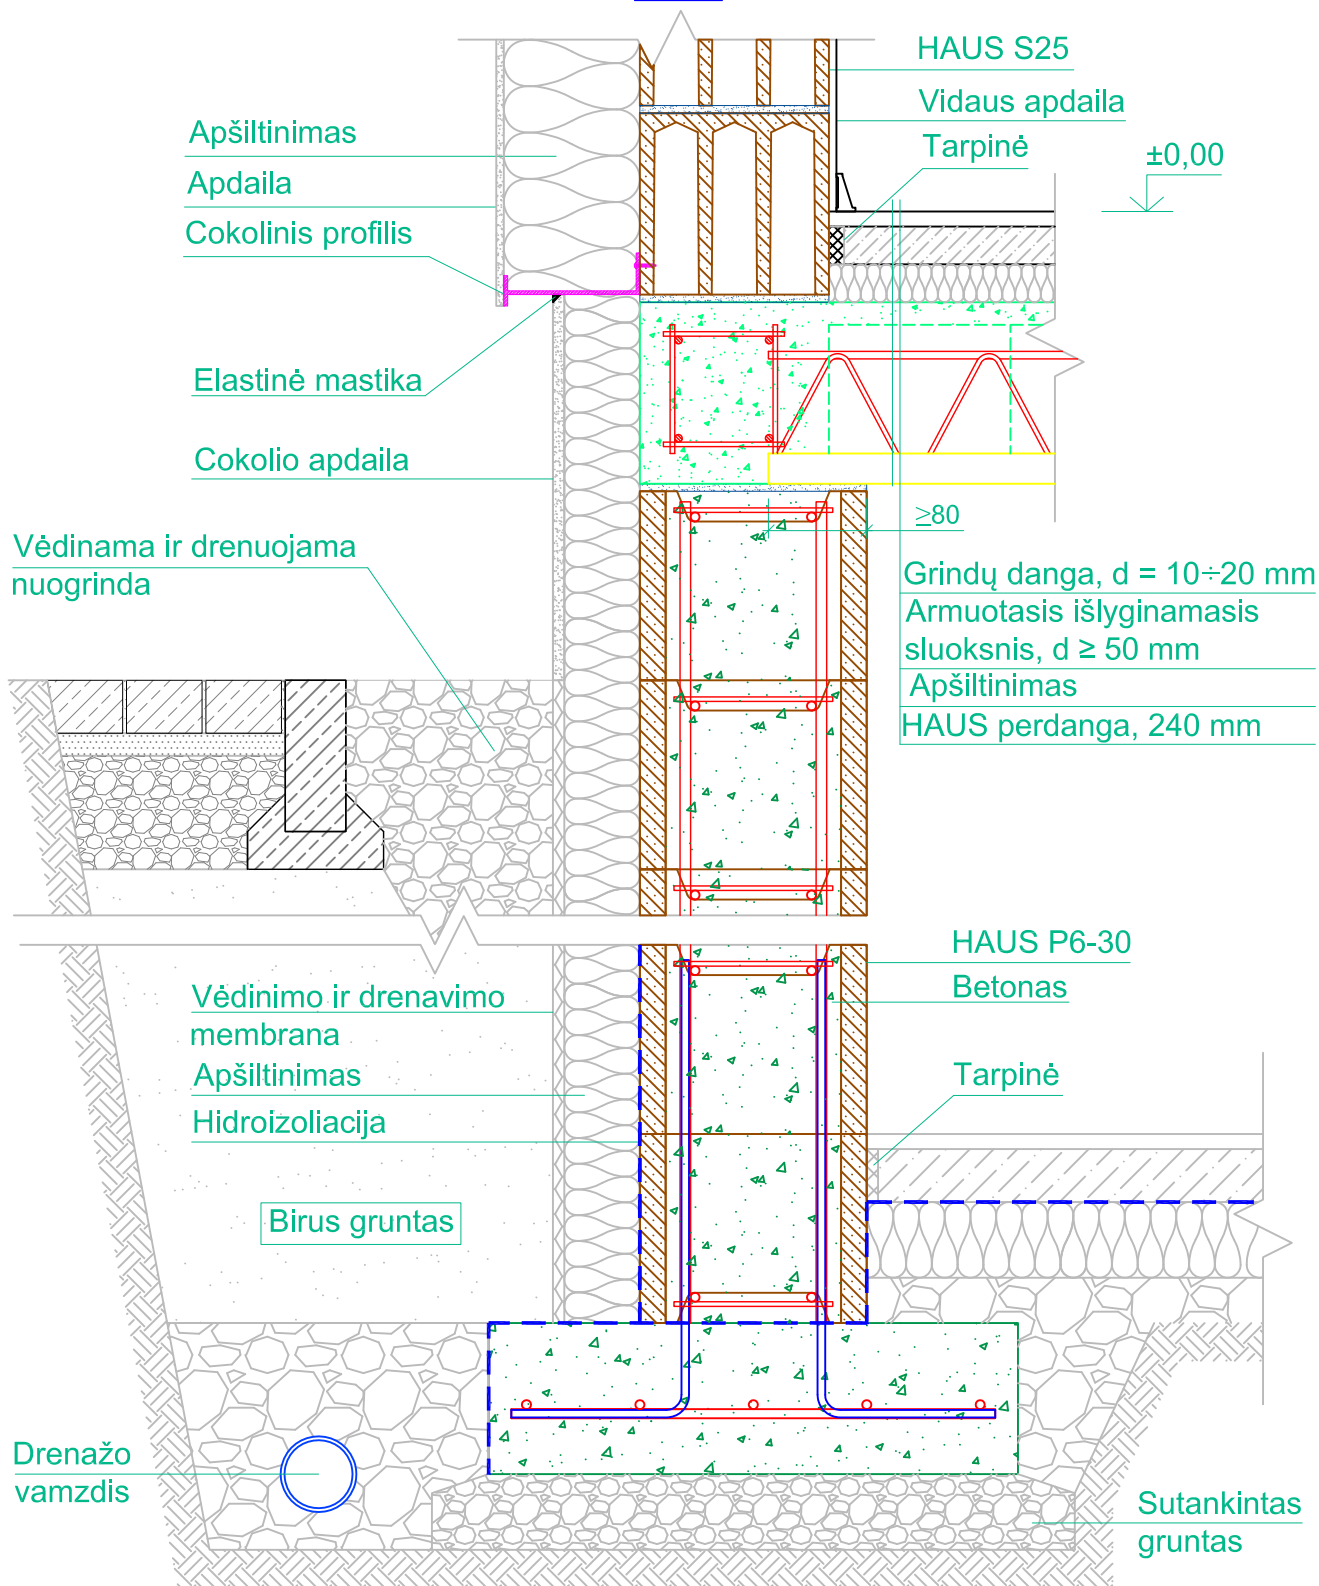 HAUS S25
Vidaus apdaila
Tarpinė
±0,00
Apšiltinimas
Apdaila
Cokolinis profilis
Elastinė mastika
Cokolio apdaila
≥80
Vėdinama ir drenuojama
nuogrinda
Grindų danga, d = 10÷20 mm
Armuotasis išlyginamasis
sluoksnis, d ≥ 50 mm
Apšiltinimas
HAUS perdanga, 240 mm
HAUS P6-30
Betonas
Vėdinimo ir drenavimo
membrana
Apšiltinimas
Hidroizoliacija
Tarpinė
Birus gruntas
Drenažo
vamzdis
Sutankintas
gruntas